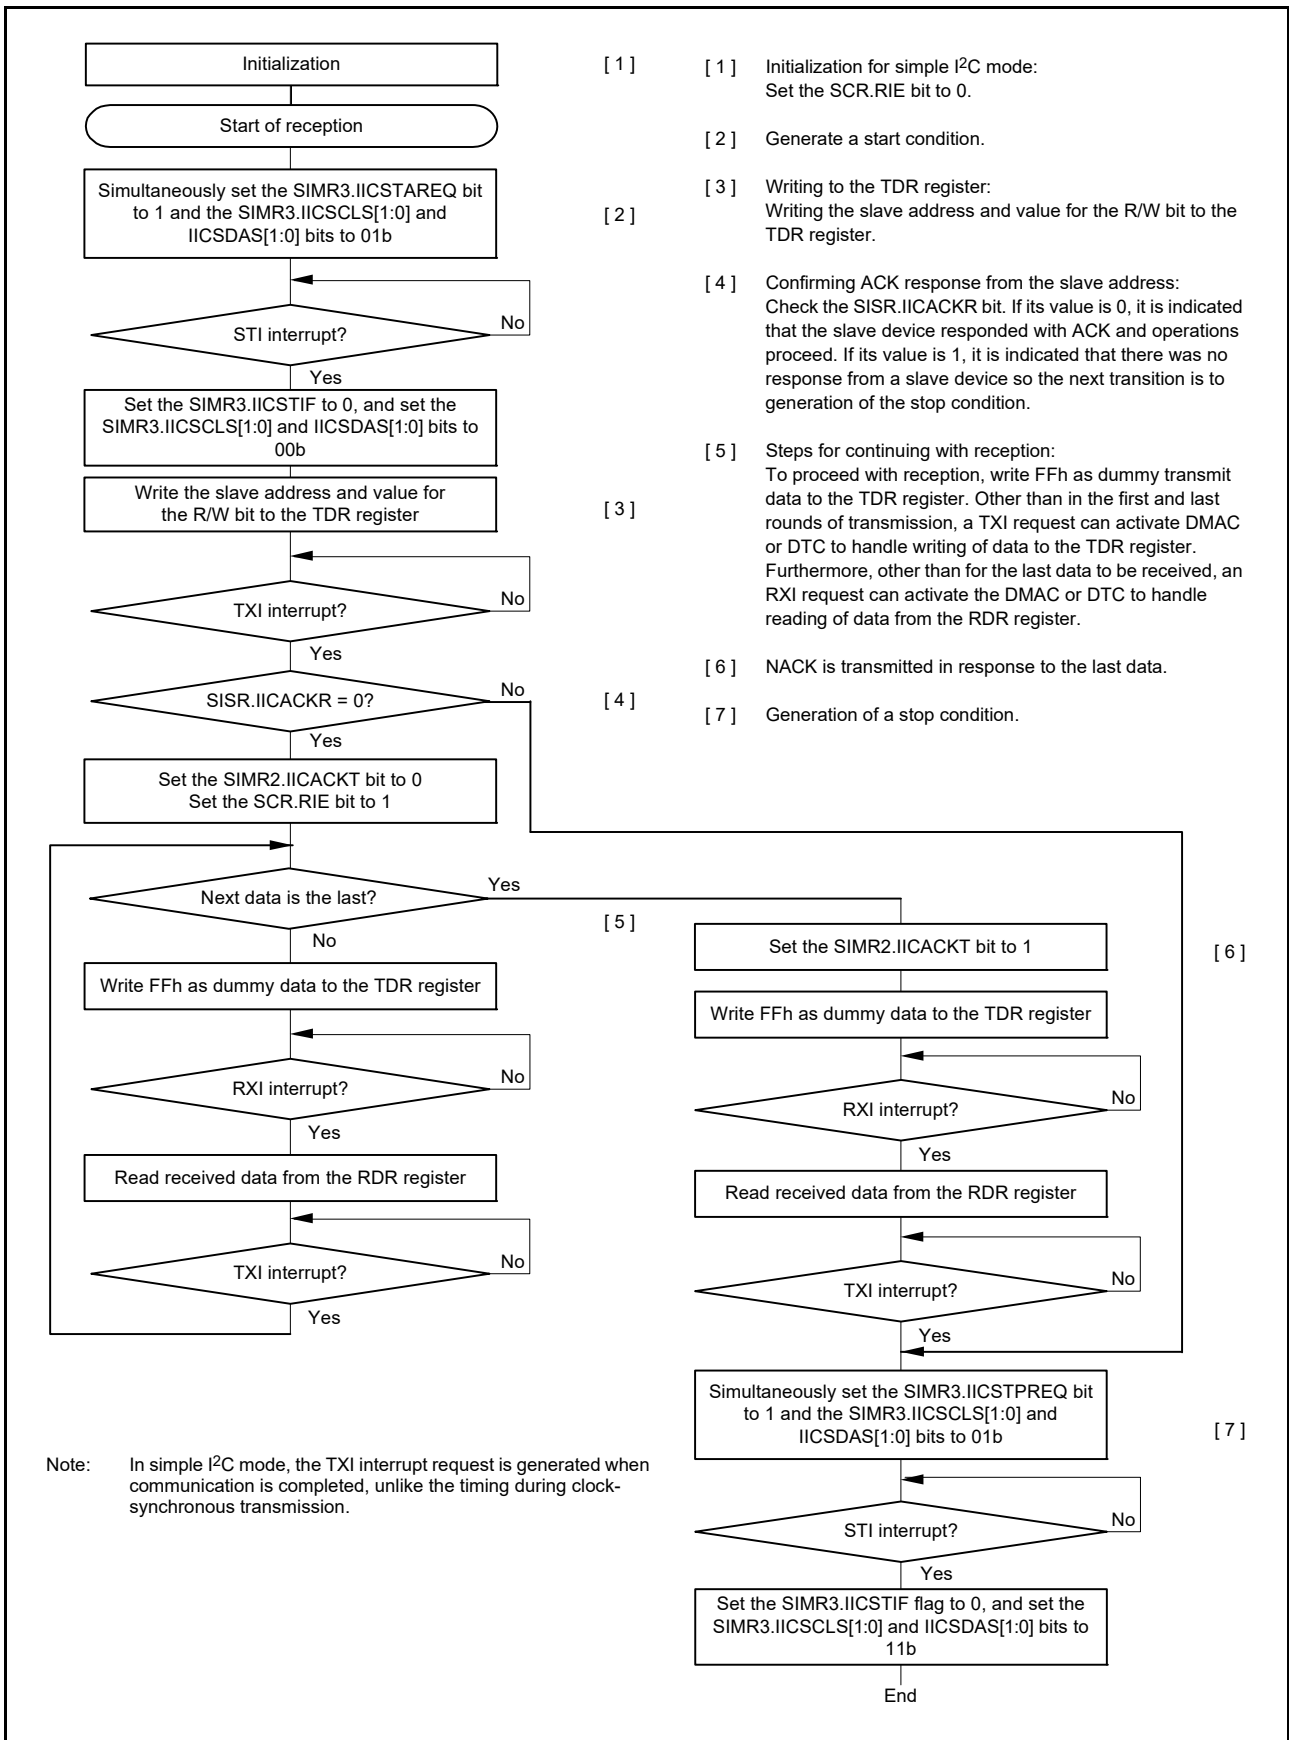 Initialization
[ 1 ]
Start of reception
Simultaneously set the SIMR3.IICSTAREQ bit
to 1 and the SIMR3.IICSCLS[1:0] and
IICSDAS[1:0] bits to 01b
[ 2 ]
STI interrupt?
No
Yes
Set the SIMR3.IICSTIF to 0, and set the
SIMR3.IICSCLS[1:0] and IICSDAS[1:0] bits to
00b
Write the slave address and value for
the R/W bit to the TDR register
[ 3 ]
TXI interrupt?
No
Yes
SISR.IICACKR = 0?
No
[ 4 ]
Yes
Set the SIMR2.IICACKT bit to 0
Set the SCR.RIE bit to 1
Next data is the last?
Yes
[ 5 ]
No
Write FFh as dummy data to the TDR register
RXI interrupt?
No
Yes
Read received data from the RDR register
TXI interrupt?
No
Yes
[ 1 ] Initialization for simple I2C mode:
Set the SCR.RIE bit to 0.
[ 2 ] Generate a start condition.
[ 3 ] Writing to the TDR register:
Writing the slave address and value for the R/W bit to the
TDR register.
[ 4 ] Confirming ACK response from the slave address:
Check the SISR.IICACKR bit. If its value is 0, it is indicated
that the slave device responded with ACK and operations
proceed. If its value is 1, it is indicated that there was no
response from a slave device so the next transition is to
generation of the stop condition.
[ 5 ] Steps for continuing with reception:
To proceed with reception, write FFh as dummy transmit
data to the TDR register. Other than in the first and last
rounds of transmission, a TXI request can activate DMAC
or DTC to handle writing of data to the TDR register.
Furthermore, other than for the last data to be received, an
RXI request can activate the DMAC or DTC to handle
reading of data from the RDR register.
[ 6 ] NACK is transmitted in response to the last data.
[ 7 ] Generation of a stop condition.
Set the SIMR2.IICACKT bit to 1
[ 6 ]
Write FFh as dummy data to the TDR register
RXI interrupt?
No
Yes
Read received data from the RDR register
TXI interrupt?
No
Yes
Simultaneously set the SIMR3.IICSTPREQ bit
to 1 and the SIMR3.IICSCLS[1:0] and
IICSDAS[1:0] bits to 01b
[ 7 ]
STI interrupt?
No
Yes
Set the SIMR3.IICSTIF flag to 0, and set the
SIMR3.IICSCLS[1:0] and IICSDAS[1:0] bits to
11b
End
Note: In simple I2C mode, the TXI interrupt request is generated when
communication is completed, unlike the timing during clock-
synchronous transmission.